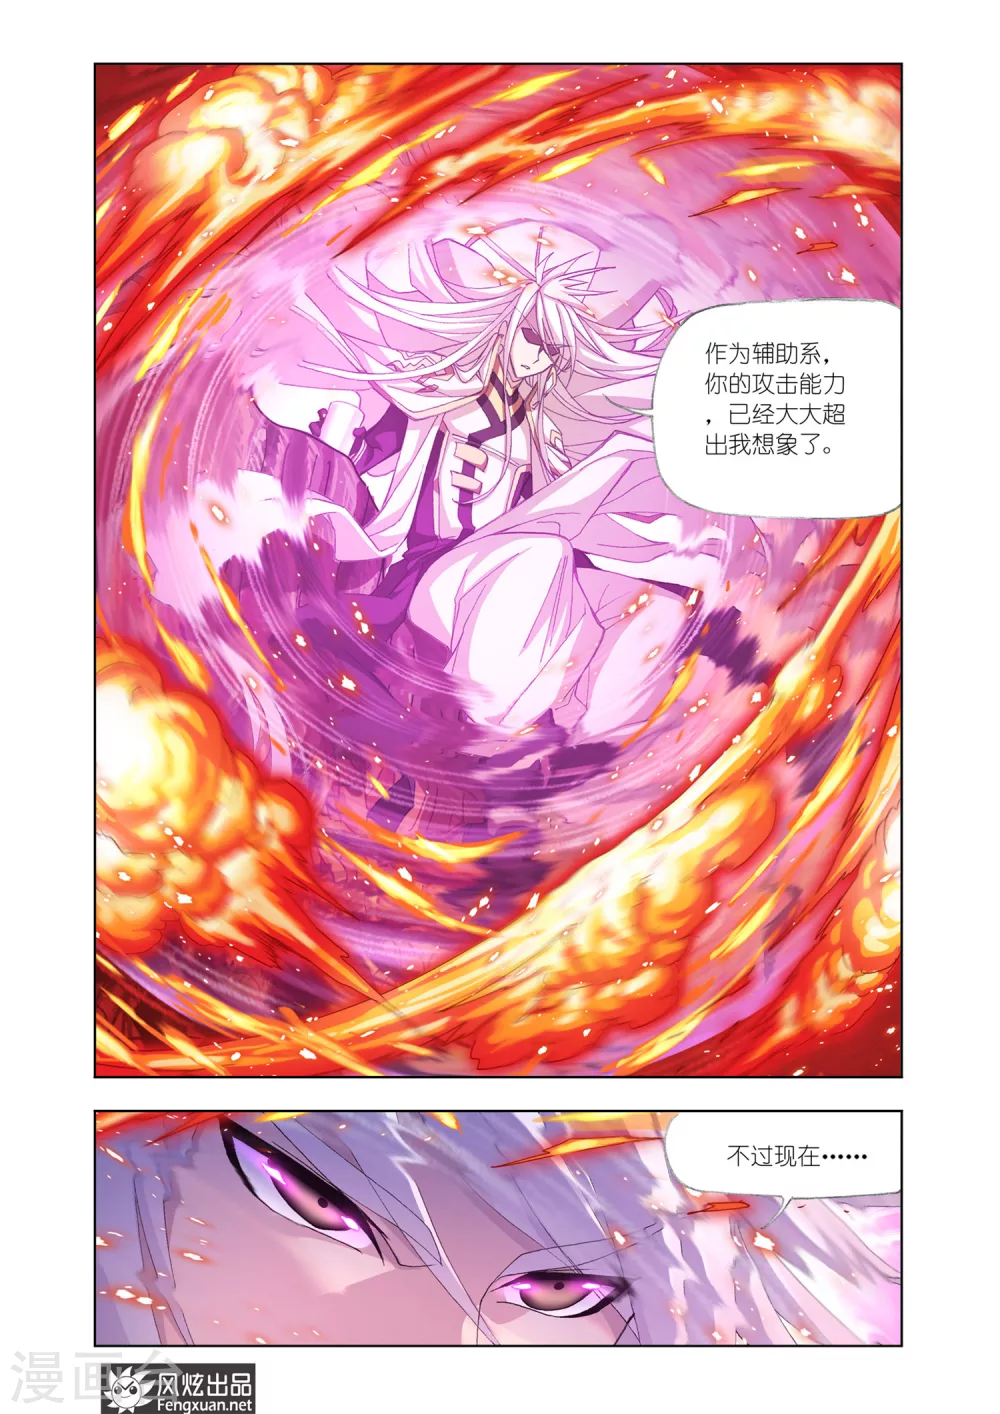 作为辅助系，
你的攻击能力
，已经大大超
出我想象了。
不过现在······
漫画台
风炫出品
Fengxuan.net